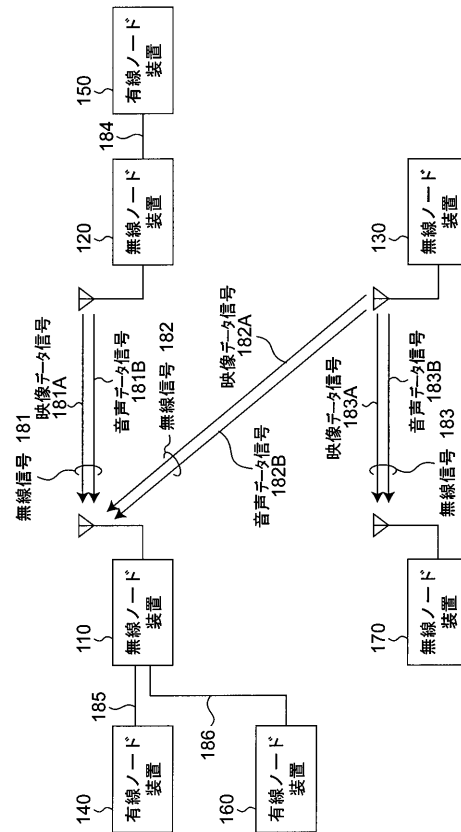 140
有線ノード
装置
185
110
無線ノード
装置
無線信号 181
映像データ信号
181A
音声データ信号
181B
120
無線ノード
装置
184
150
有線ノード
装置
160
有線ノード
装置
186
無線信号 182
映像データ信号
182A
音声データ信号
182B
170
無線ノード
装置
映像データ信号
183A
音声データ信号
183B
無線信号 183
130
無線ノード
装置